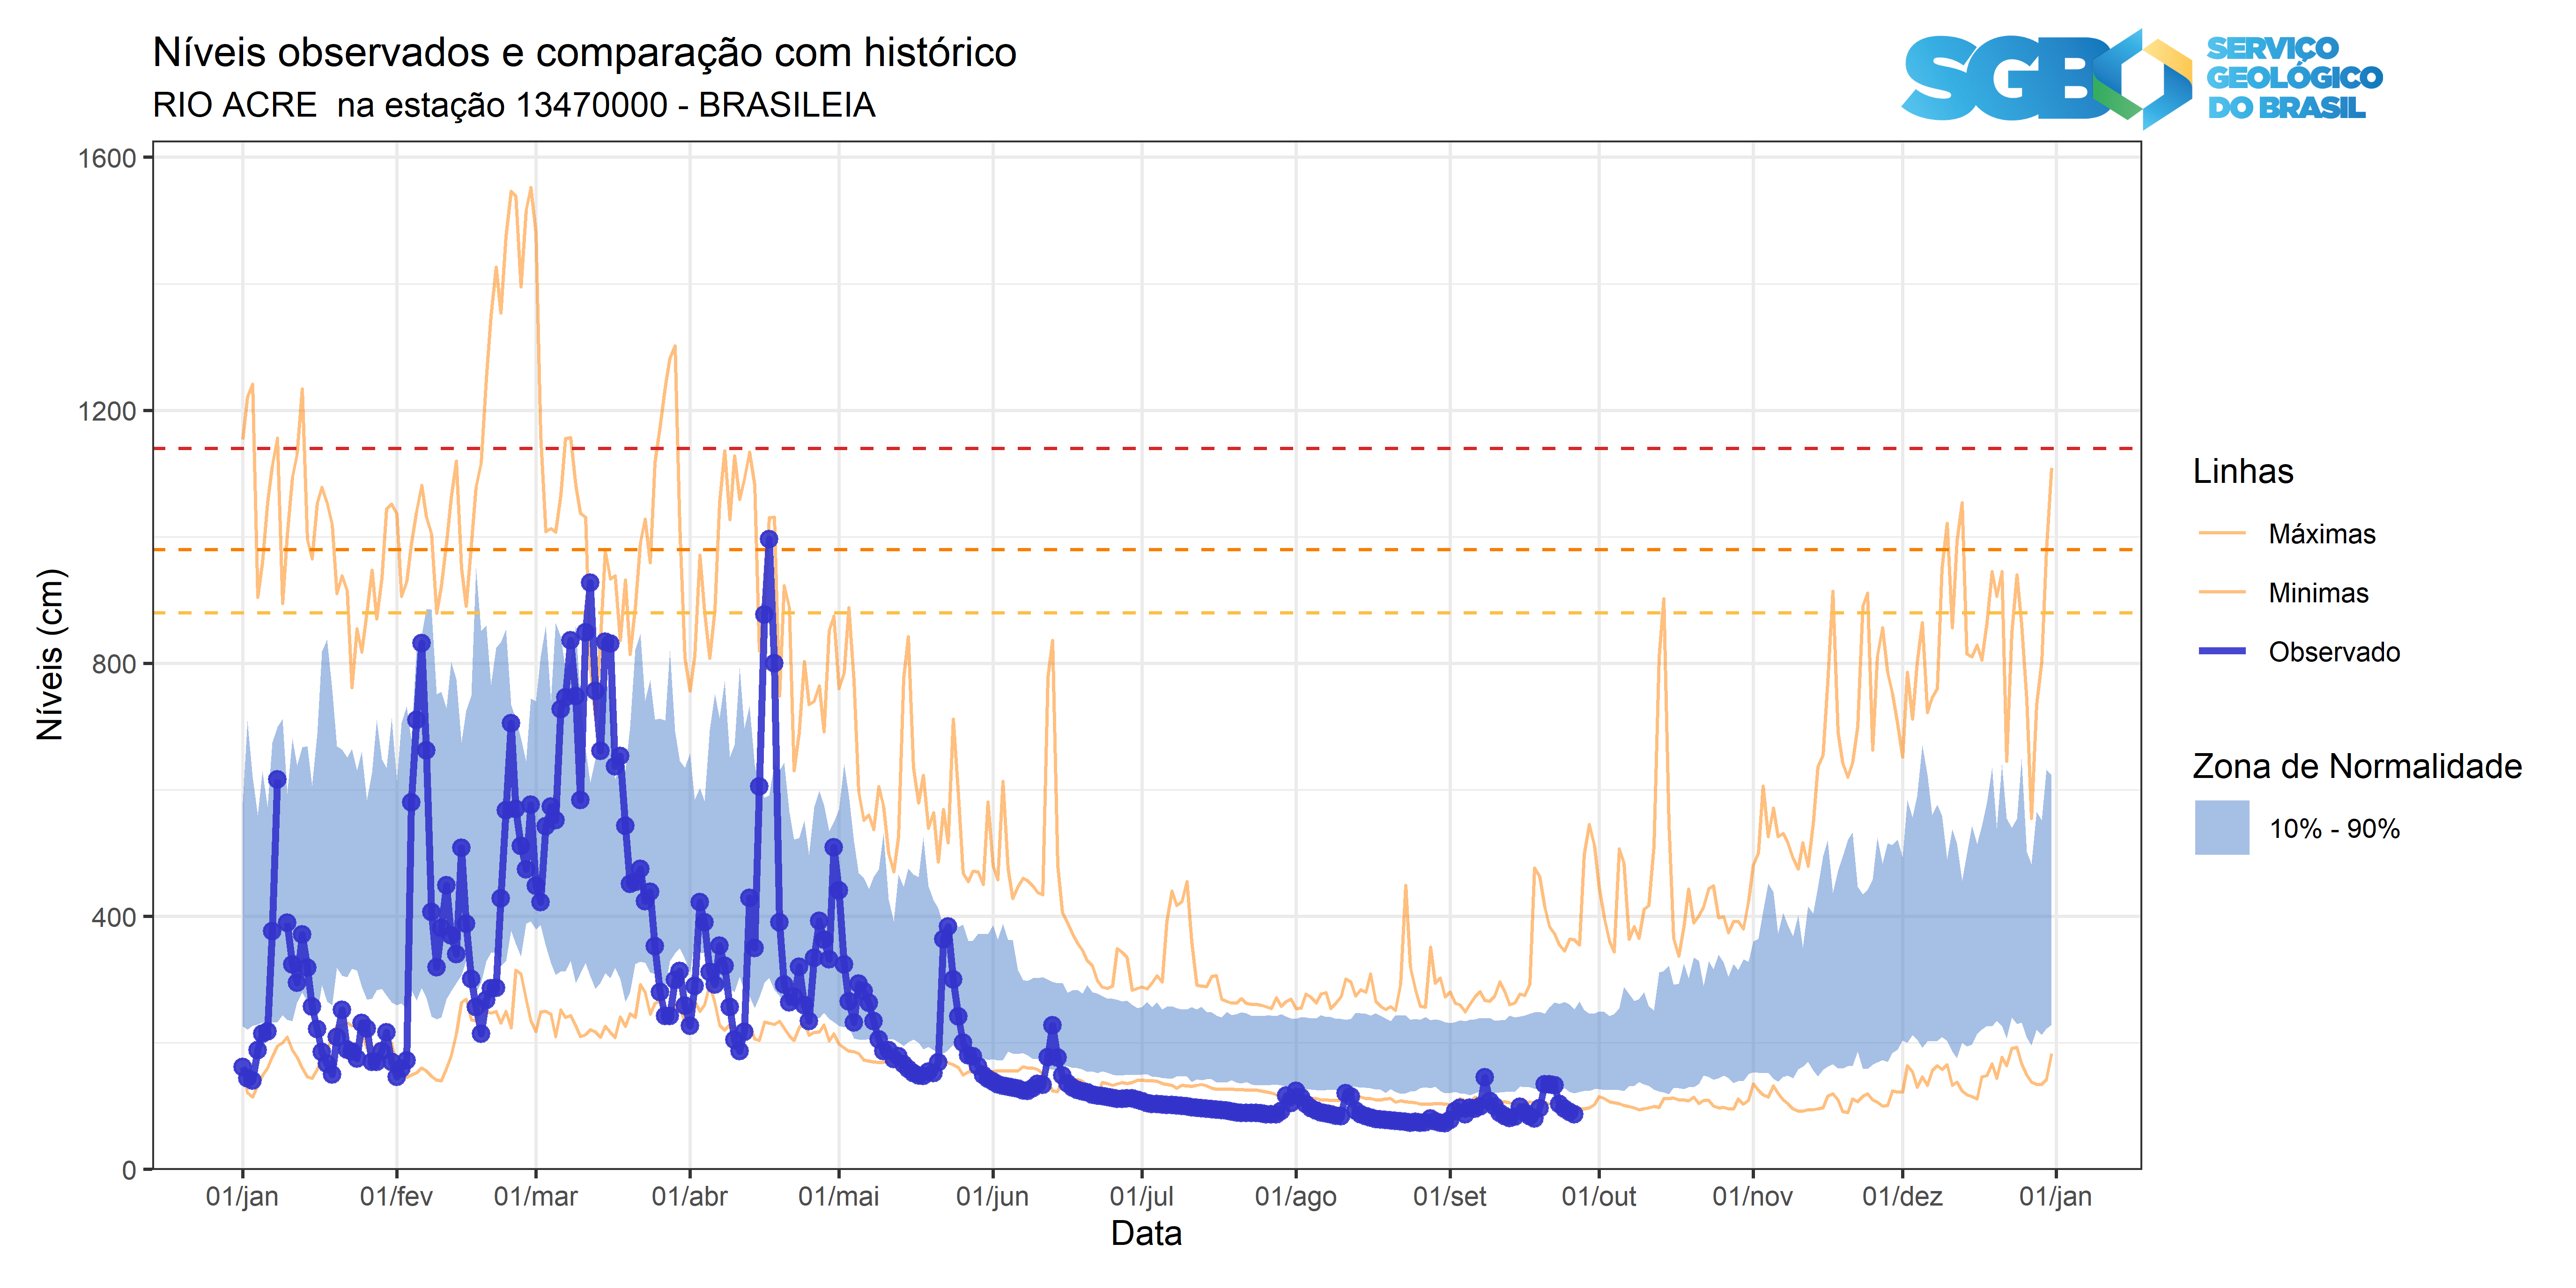 Níveis observados e comparação com histórico
RIO ACRE  na estação 13470000 - BRASILEIA
SGB
SERVIÇO
GEOLÓGICO
DO BRASIL
Níveis (cm)
1600
1200
800
400
0
01/jan
01/fev
01/mar
01/abr
01/mai
01/jun
01/jul
01/ago
01/set
01/out
01/nov
01/dez
01/jan
Data
Linhas
Máximas
Minimas
Observado
Zona de Normalidade
10% - 90%